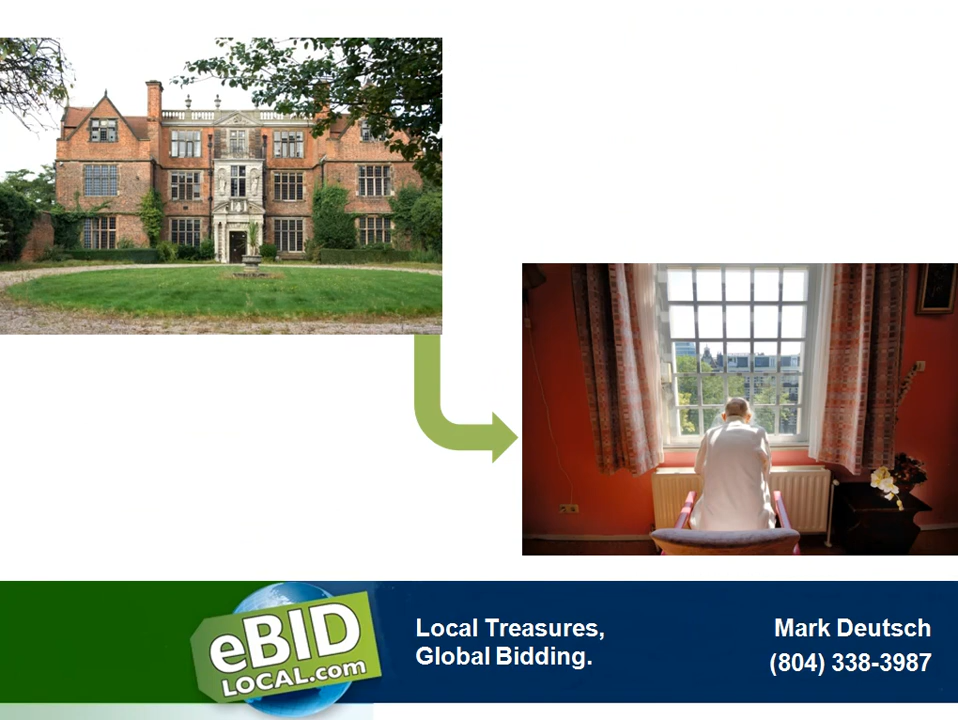 eBID
LOCAL.com
Local Treasures,
Global Bidding.
Mark Deutsch
(804) 338-3987